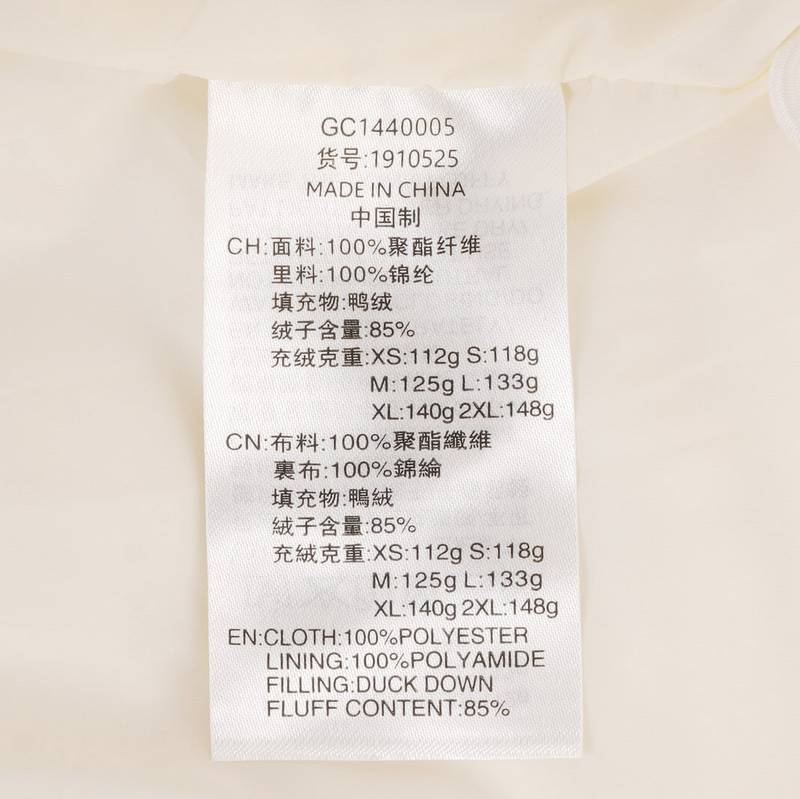 GC1440005
货号:1910525
MADE IN CHINA
中国制
CH:面料:100%聚酯纤维
里料:100%锦纶
填充物:鸭绒
绒子含量:85%
充绒克重:XS:112g S:118g
M:125g L:133g
XL:140g 2XL:148g
CN:布料:100%聚酯纖維
裏布:100%錦綸
填充物:鴨絨
絨子含量:85%
充絨克重:XS:112g S:118g
M:125g L:133g
XL:140g 2XL:148g
EN:CLOTH:100%POLYESTER
LINING:100%POLYAMIDE
FILLING:DUCK DOWN
FLUFF CONTENT:85%